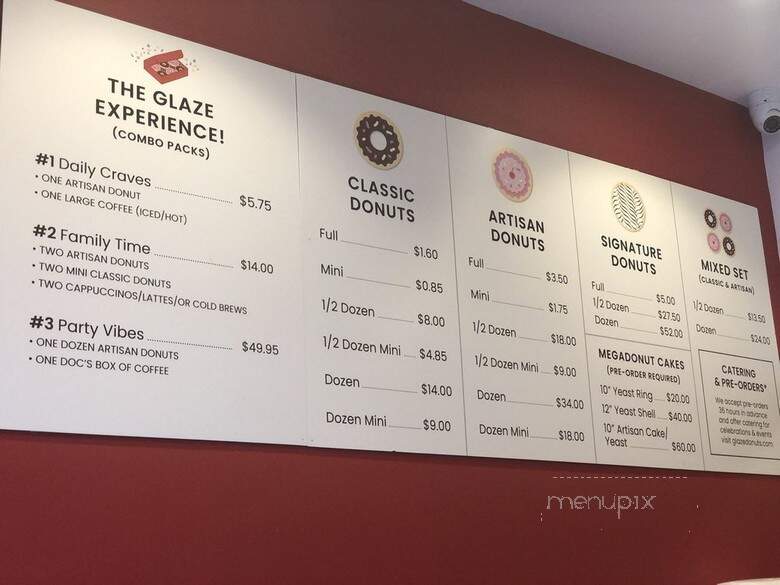 THE GLAZE
EXPERIENCE!
(COMBO PACKS)
#1 Daily Craves $5.75
• ONE ARTISAN DONUT
• ONE LARGE COFFEE (ICED/HOT)
#2 Family Time $14.00
• TWO ARTISAN DONUTS
• TWO MINI CLASSIC DONUTS
• TWO CAPPUCCINOS/LATTES/OR COLD BREWS
#3 Party Vibes $49.95
• ONE DOZEN ARTISAN DONUTS
• ONE DOC'S BOX OF COFFEE
CLASSIC
DONUTS
Full $1.60
Mini $0.85
1/2 Dozen $8.00
1/2 Dozen Mini $4.85
Dozen $14.00
Dozen Mini $9.00
ARTISAN
DONUTS
Full $3.50
Mini $1.75
1/2 Dozen $18.00
1/2 Dozen Mini $9.00
Dozen $34.00
Dozen Mini $18.00
SIGNATURE
DONUTS
Full $5.00
1/2 Dozen $27.50
Dozen $52.00
MEGADONUT CAKES
(PRE-ORDER REQUIRED)
10" Yeast Ring $20.00
12" Yeast Shell $40.00
10" Artisan Cake/
Yeast $60.00
MIXED SET
(CLASSIC & ARTISAN)
1/2 Dozen $13.50
Dozen $24.00
CATERING
& PRE-ORDERS*
We accept pre-orders
36 hours in advance
and offer catering for
celebrations & events
visit glazedonuts.com
menupix